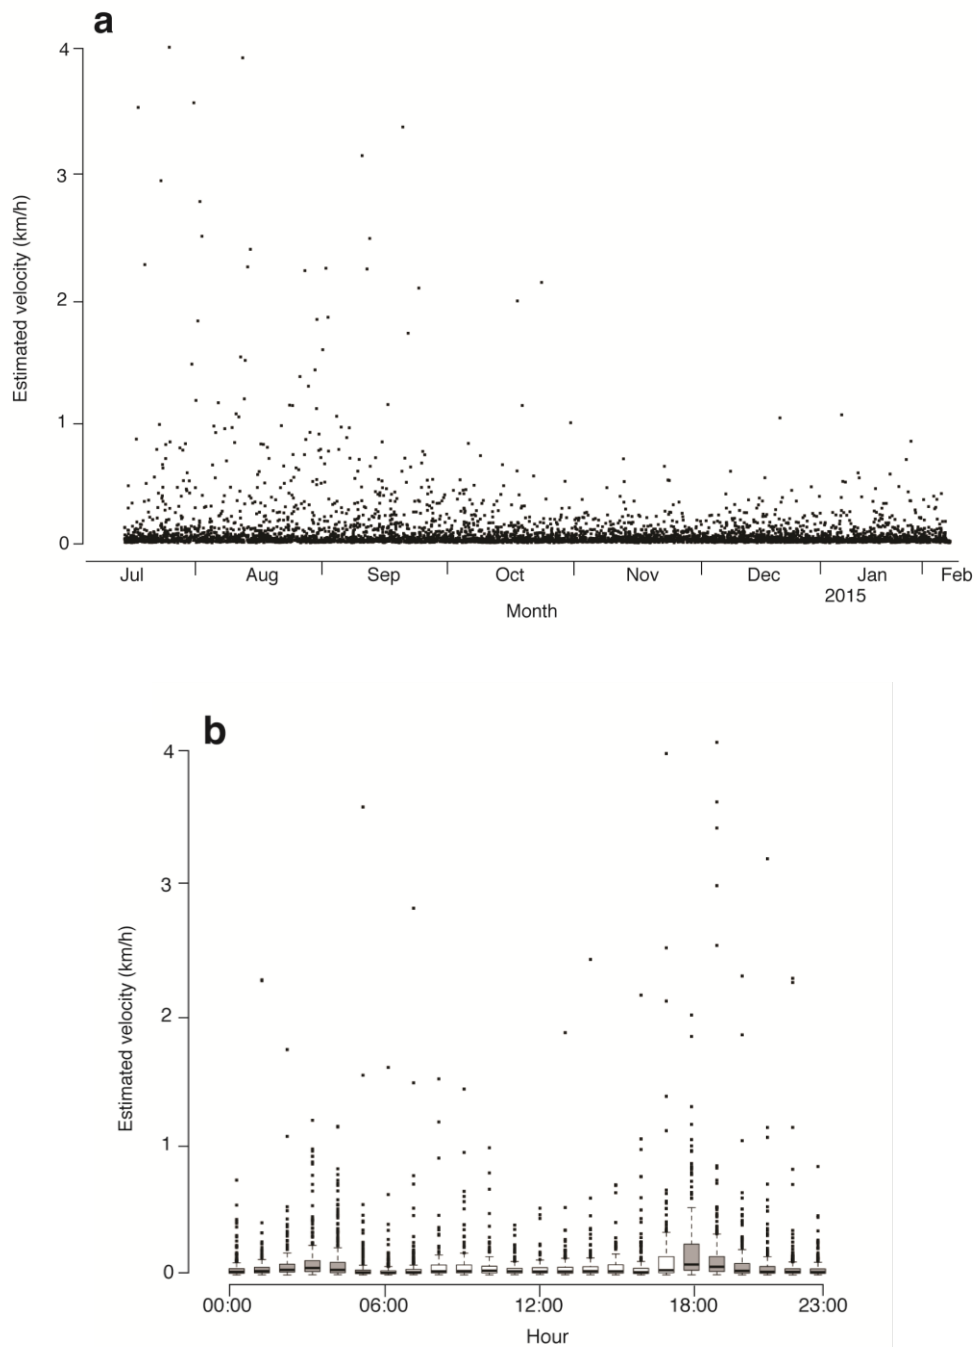 a
4
3
2
1
0
Estimated velocity (km/h)
Jul Aug Sep Oct Nov Dec Jan Feb
2015
Month
b
4
3
2
1
0
Estimated velocity (km/h)
00:00 06:00 12:00 18:00 23:00
Hour